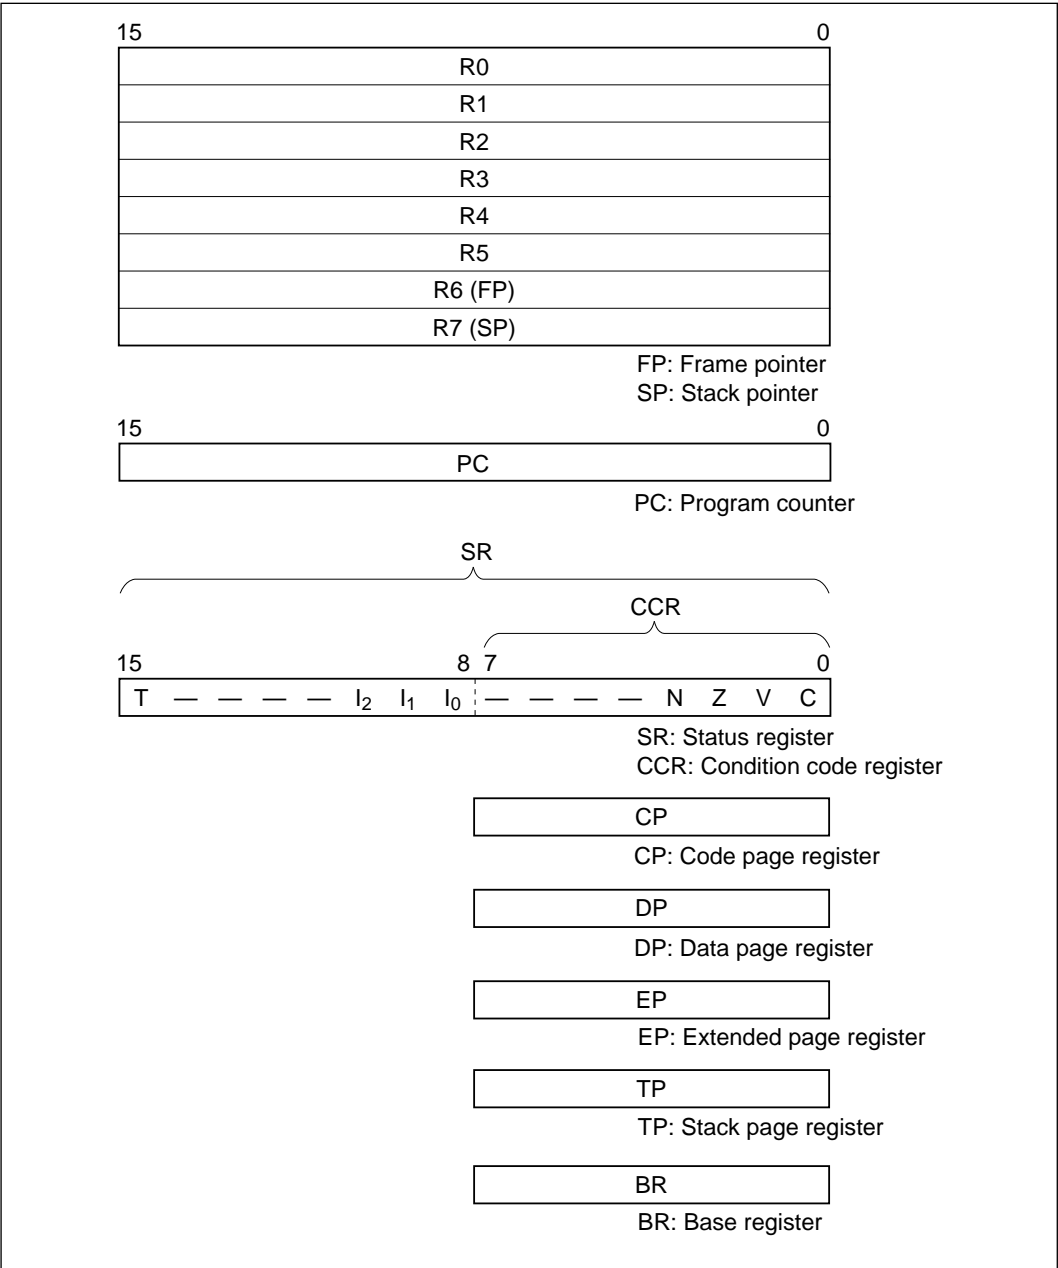 15 0
R0
R1
R2
R3
R4
R5
R6 (FP)
R7 (SP)
FP: Frame pointer
SP: Stack pointer
15 0
PC
PC: Program counter
SR
CCR
15 8 7 0
T — — — — I2 I1 I0 — — — — N Z V C
SR: Status register
CCR: Condition code register
CP
CP: Code page register
DP
DP: Data page register
EP
EP: Extended page register
TP
TP: Stack page register
BR
BR: Base register